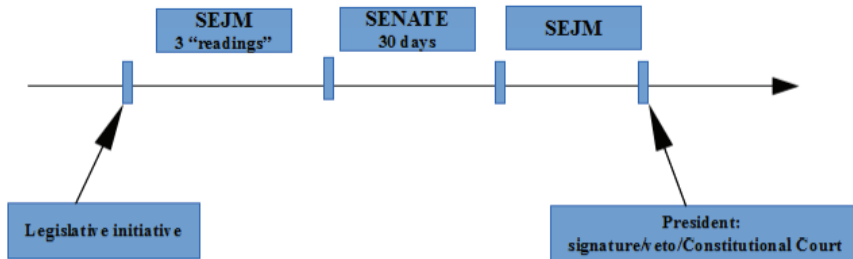 SEJM
3 “readings”
SENATE
30 days
SEJM
Legislative initiative
President:
signature/veto/Constitutional Court